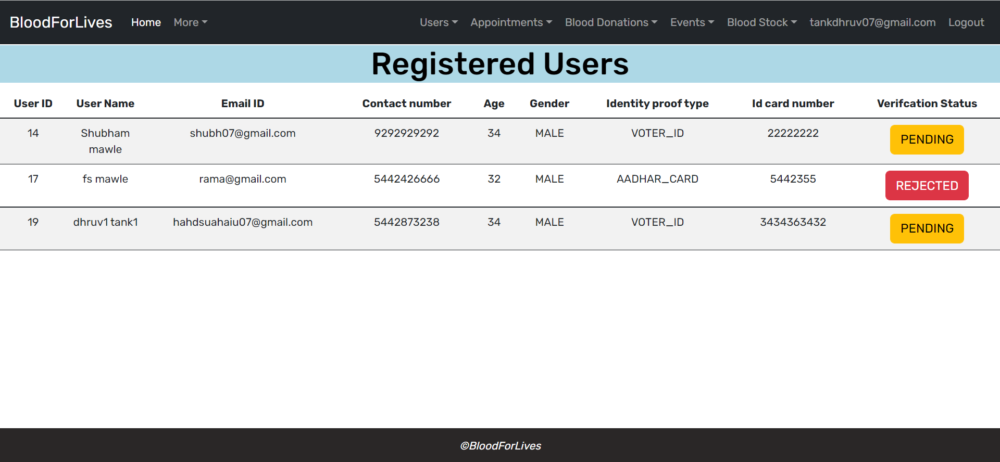 BloodForLives Home More Users Appointments Blood Donations Events Blood Stock tankdhruv07@gmail.com Logout
Registered Users
User ID User Name Email ID Contact number Age Gender Identity proof type Id card number Verifcation Status
14 Shubham mawle shubh07@gmail.com 9292929292 34 MALE VOTER_ID 22222222 PENDING
17 fs mawle rama@gmail.com 5442426666 32 MALE AADHAR_CARD 5442355 REJECTED
19 dhruv1 tank1 hahdsuahaiu07@gmail.com 5442873238 34 MALE VOTER_ID 3434363432 PENDING
©BloodForLives